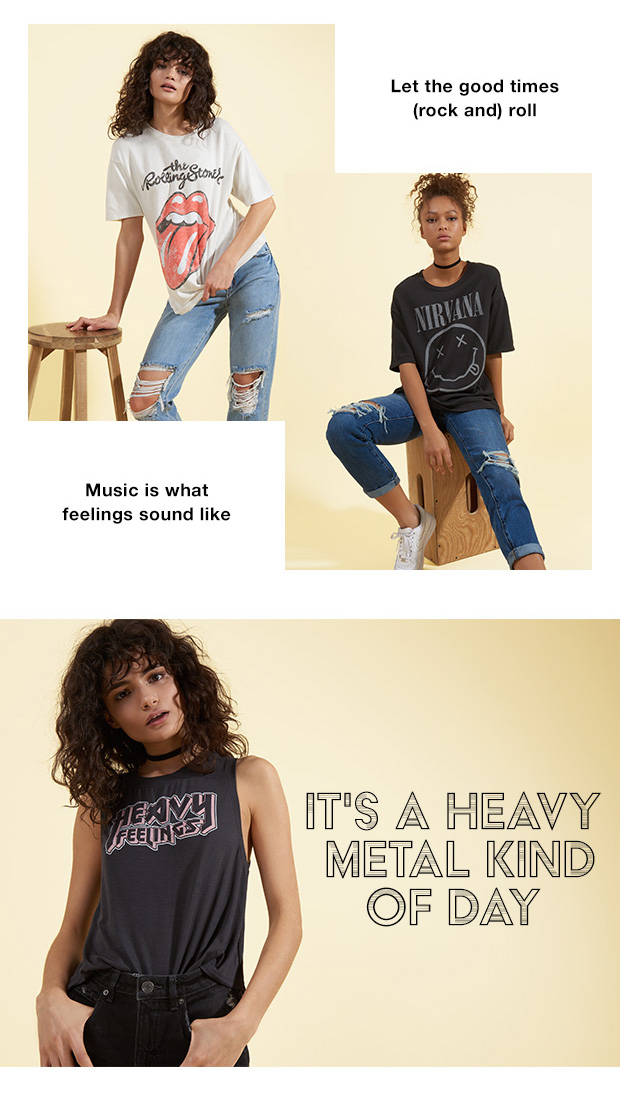 Let the good times
(rock and) roll
the
Rolling Stones
NIRVANA
Music is what
feelings sound like
HEAVY
FEELINGS
IT'S A HEAVY
METAL KIND
OF DAY